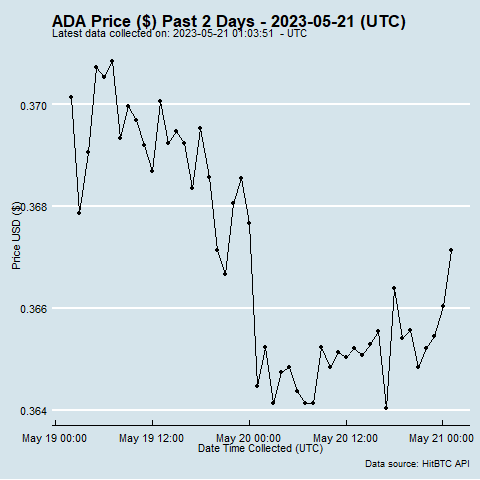 ADA Price ($) Past 2 Days - 2023-05-21 (UTC)
Latest data collected on: 2023-05-21 01:03:51  - UTC
Price USD ($)
0.370
0.368
0.366
0.364
May 19 00:00 May 19 12:00 May 20 00:00 May 20 12:00 May 21 00:00
Date Time Collected (UTC)
Data source: HitBTC API